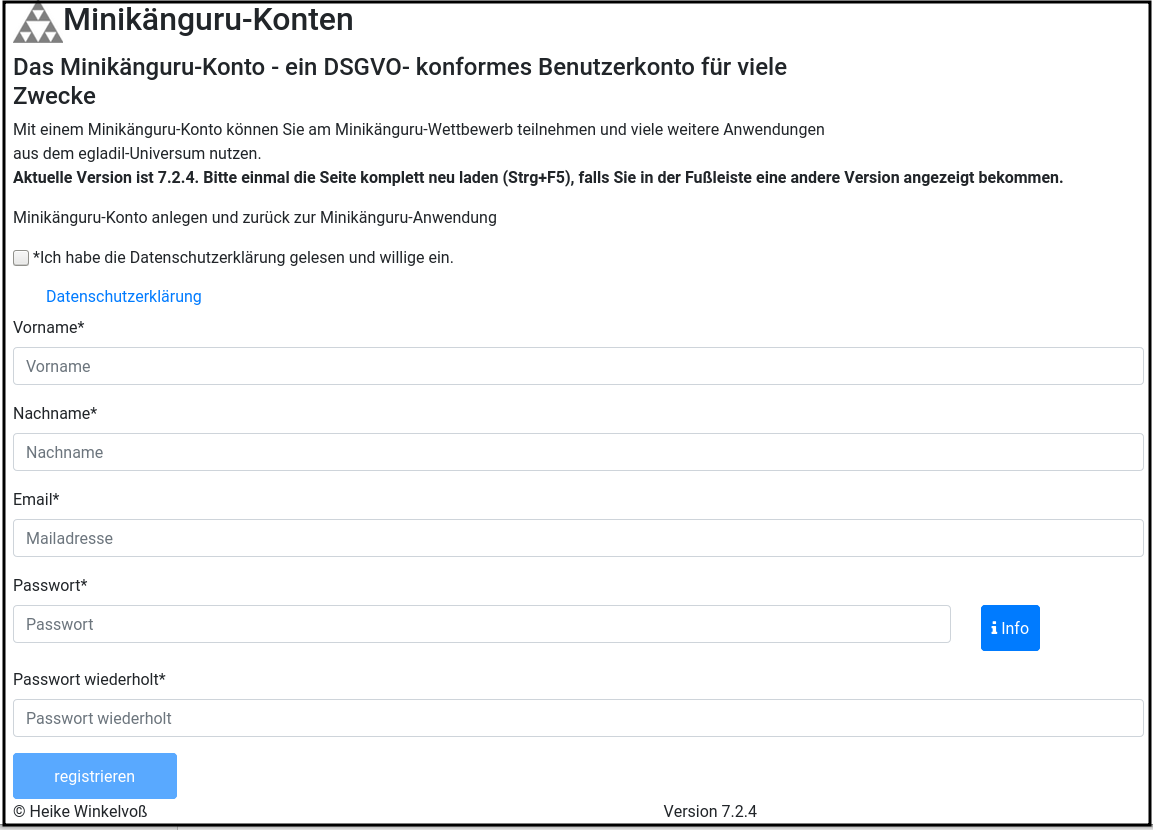 Minikänguru-Konten
Das Minikänguru-Konto - ein DSGVO- konformes Benutzerkonto für viele
Zwecke
Mit einem Minikänguru-Konto können Sie am Minikänguru-Wettbewerb teilnehmen und viele weitere Anwendungen
aus dem egladil-Universum nutzen.
Aktuelle Version ist 7.2.4. Bitte einmal die Seite komplett neu laden (Strg+F5), falls Sie in der Fußleiste eine andere Version angezeigt bekommen.
Minikänguru-Konto anlegen und zurück zur Minikänguru-Anwendung
*Ich habe die Datenschutzerklärung gelesen und willige ein.
Datenschutzerklärung
Vorname*
Vorname
Nachname*
Nachname
Email*
Mailadresse
Passwort*
Passwort
Info
Passwort wiederholt*
Passwort wiederholt
registrieren
© Heike Winkelvoß Version 7.2.4